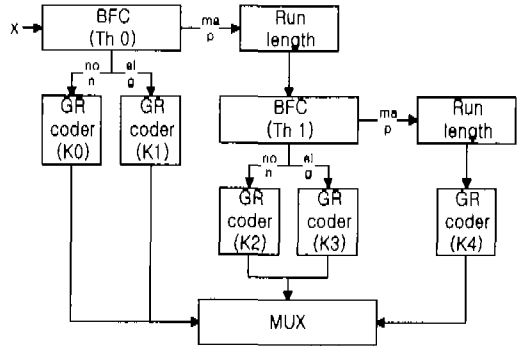 X
BFC
(Th 0)
ma
p
Run
length
no
n
el
g
GR
coder
(K0)
GR
coder
(K1)
BFC
(Th 1)
ma
p
Run
length
no
n
el
g
GR
coder
(K2)
GR
coder
(K3)
GR
coder
(K4)
MUX